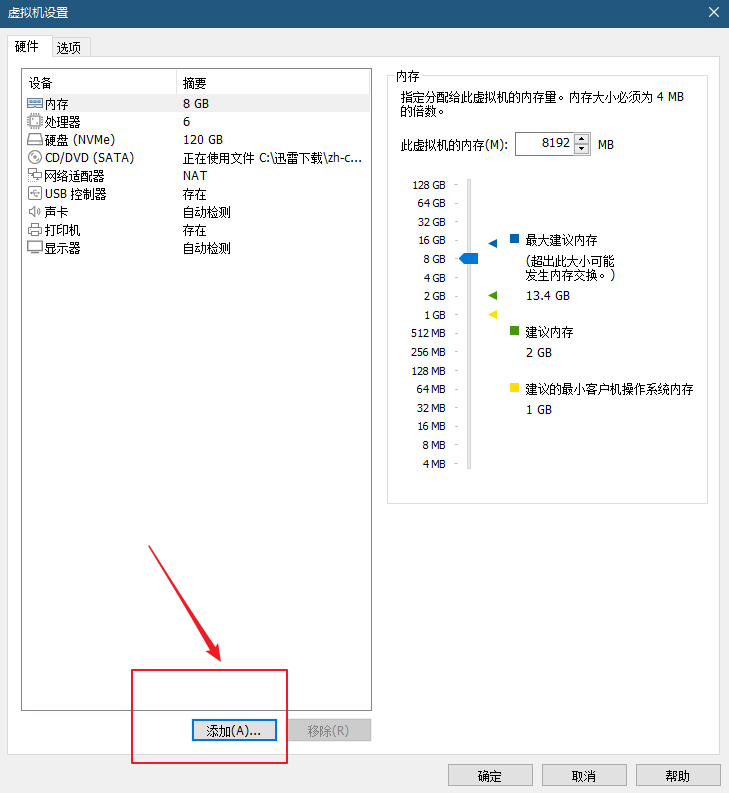 虚拟机设置
硬件 选项
设备 摘要
内存 8 GB
处理器 6
硬盘 (NVMe) 120 GB
CD/DVD (SATA) 正在使用文件 C:\迅雷下载\zh-c...
网络适配器 NAT
USB 控制器 存在
声卡 自动检测
打印机 存在
显示器 自动检测
添加(A)... 移除(R)
内存
指定分配给此虚拟机的内存量。内存大小必须为 4 MB
的倍数。
此虚拟机的内存(M): 8192 MB
128 GB
64 GB
32 GB
16 GB
8 GB
4 GB
2 GB
1 GB
512 MB
256 MB
128 MB
64 MB
32 MB
16 MB
8 MB
4 MB
最大建议内存
(超出此大小可能
发生内存交换。)
13.4 GB
建议内存
2 GB
建议的最小客户机操作系统内存
1 GB
确定 取消 帮助